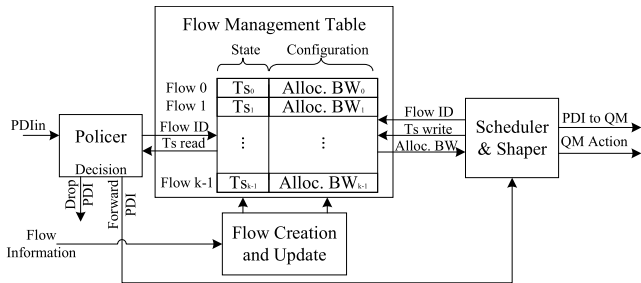 Flow Management Table
State Configuration
Flow 0 Ts0 Alloc. BW0
Flow 1 Ts1 Alloc. BW1
⋮ ⋮
Flow k-1 Tsk-1 Alloc. BWk-1
PDIin
Policer
Decision
Flow ID
Ts read
Drop
PDI
Forward
PDI
Flow ID
Ts write
Alloc. BW
Scheduler
& Shaper
PDI to QM
QM Action
Flow
Information
Flow Creation
and Update